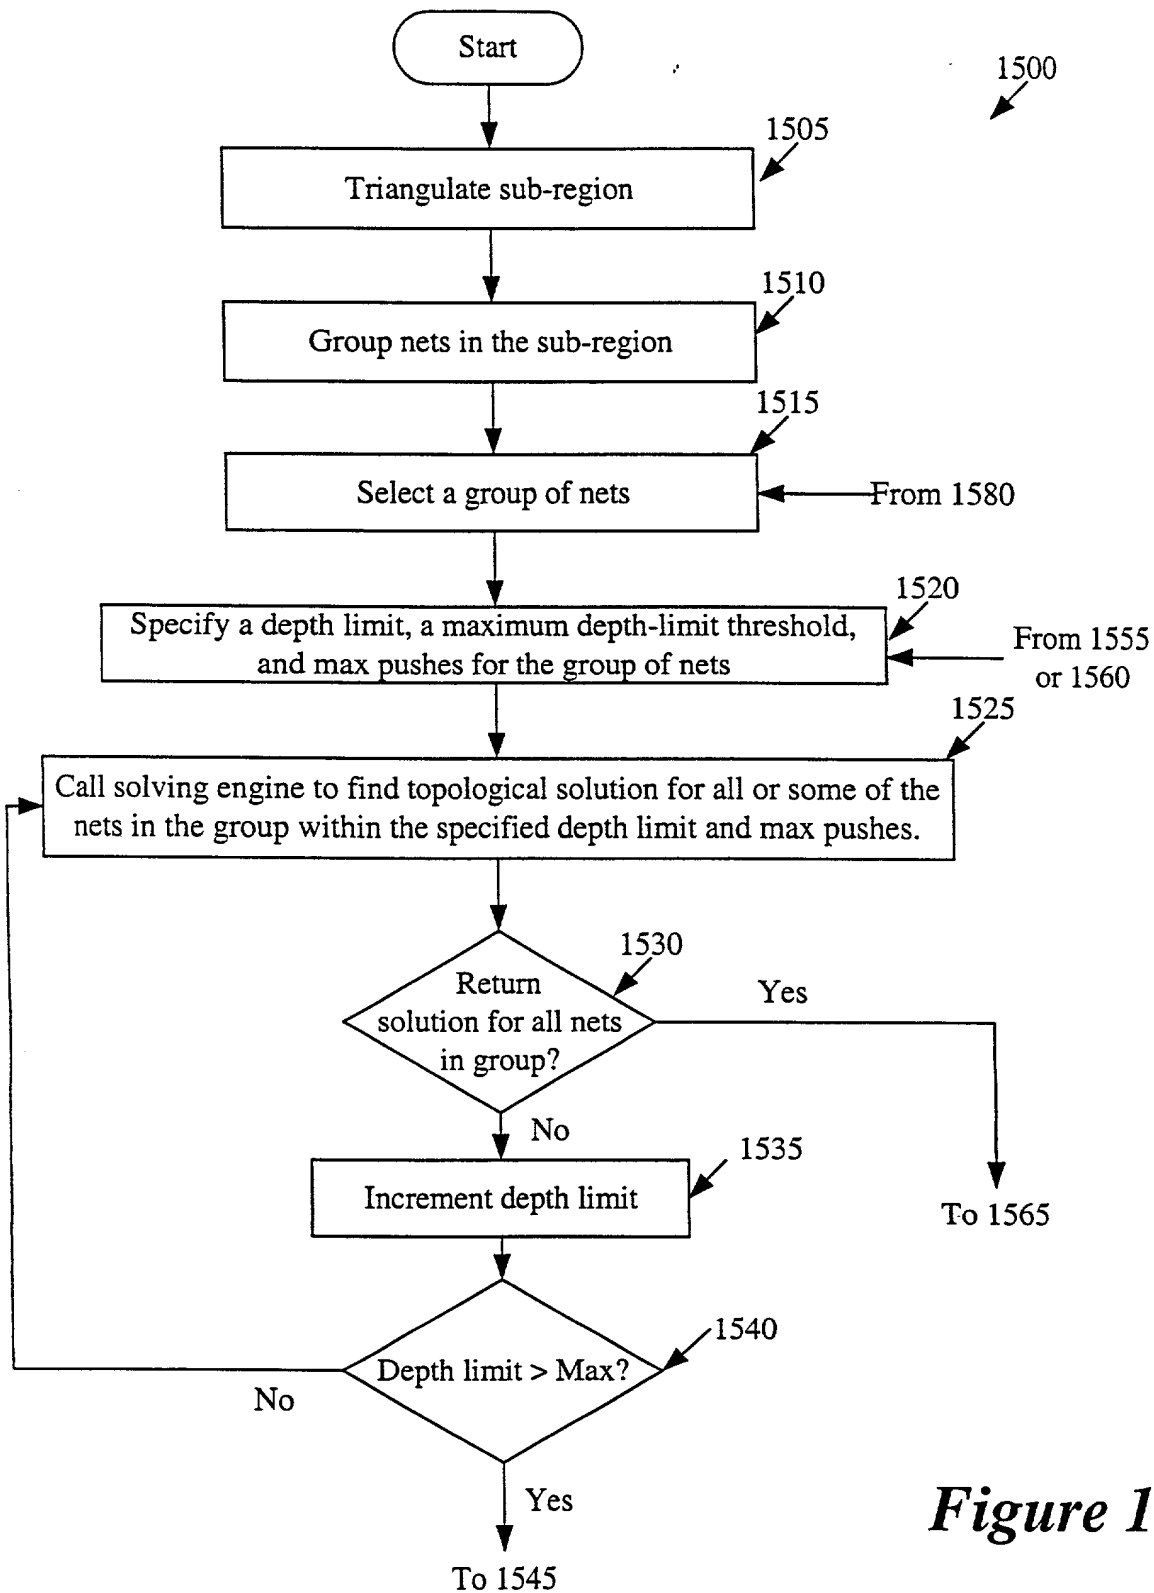 Start
1500
1505
Triangulate sub-region
1510
Group nets in the sub-region
1515
Select a group of nets
From 1580
1520
Specify a depth limit, a maximum depth-limit threshold,
and max pushes for the group of nets
From 1555
or 1560
1525
Call solving engine to find topological solution for all or some of the
nets in the group within the specified depth limit and max pushes.
1530
Return
solution for all nets
in group?
Yes
No
1535
Increment depth limit
To 1565
1540
Depth limit > Max?
No
Yes
To 1545
Figure 1